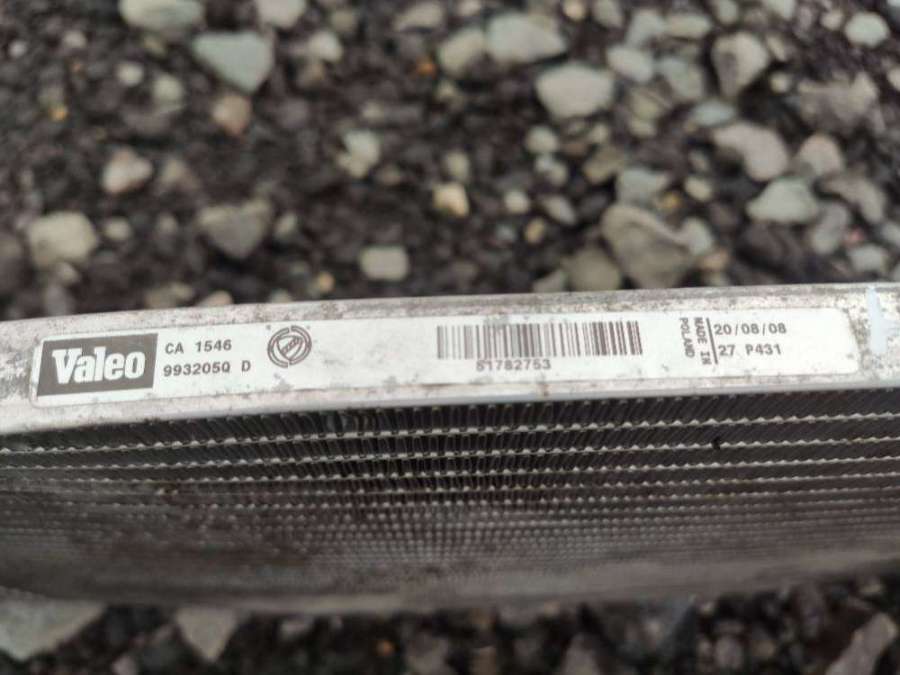 Valeo
CA 1546
993205Q D
51782753
MADE IN
POLAND
20/08/08
27 P431